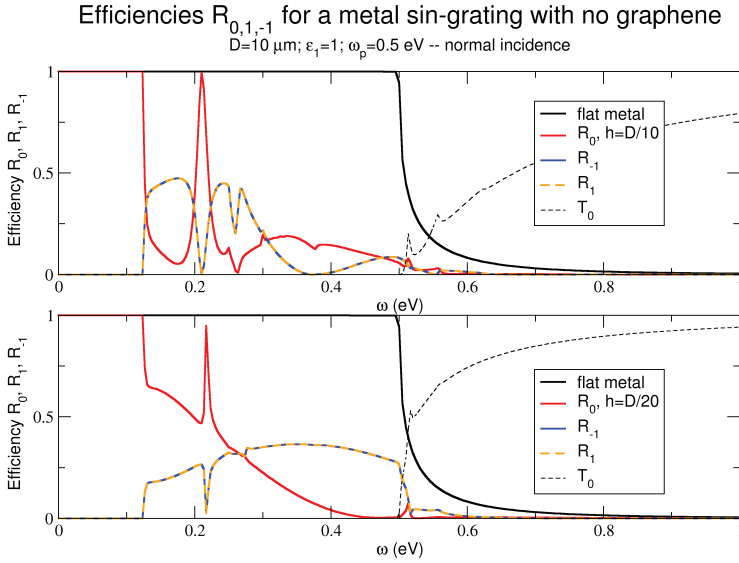 Efficiencies R0,1,-1 for a metal sin-grating with no graphene
D=10 μm; ε1=1; ωp=0.5 eV -- normal incidence
Efficiency R0, R1, R-1
1
0.5
0
0
0.2
0.4
0.6
0.8
1
ω (eV)
flat metal
R0, h=D/10
R-1
R1
T0
Efficiency R0, R1, R-1
1
0.5
0
0
0.2
0.4
0.6
0.8
1
ω (eV)
flat metal
R0, h=D/20
R-1
R1
T0